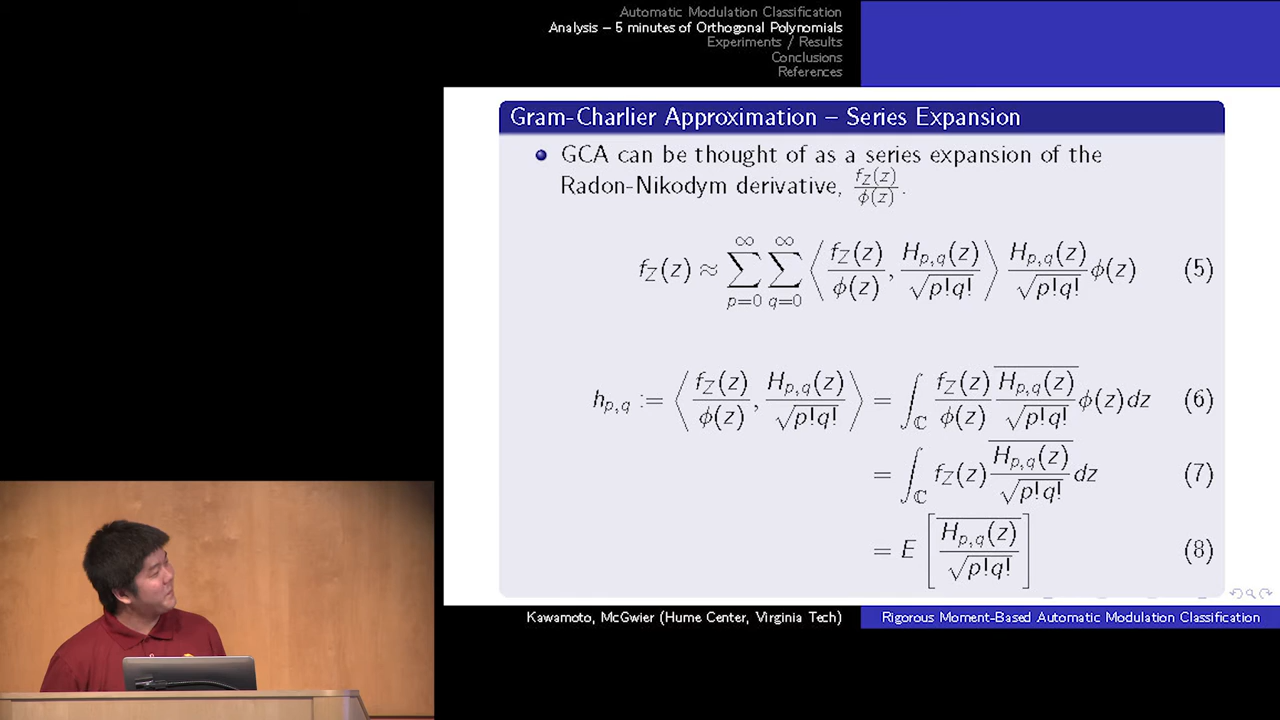 Automatic Modulation Classification
Analysis – 5 minutes of Orthogonal Polynomials
Experiments / Results
Conclusions
References
Gram-Charlier Approximation – Series Expansion
GCA can be thought of as a series expansion of the
Radon-Nikodym derivative, f_Z(z)/ϕ(z).
f_Z(z) ≈ ∑_{p=0}^{∞} ∑_{q=0}^{∞} ⟨ f_Z(z)/ϕ(z), H_{p,q}(z)/√p!q! ⟩ H_{p,q}(z)/√p!q! ϕ(z) (5)
h_{p,q} := ⟨ f_Z(z)/ϕ(z), H_{p,q}(z)/√p!q! ⟩ = ∫_ℂ f_Z(z)/ϕ(z) \overline{H_{p,q}(z)/√p!q!} ϕ(z)dz (6)
= ∫_ℂ f_Z(z) \overline{H_{p,q}(z)/√p!q!} dz (7)
= E [ \overline{H_{p,q}(z)/√p!q!} ] (8)
Kawamoto, McGwier (Hume Center, Virginia Tech)
Rigorous Moment-Based Automatic Modulation Classification